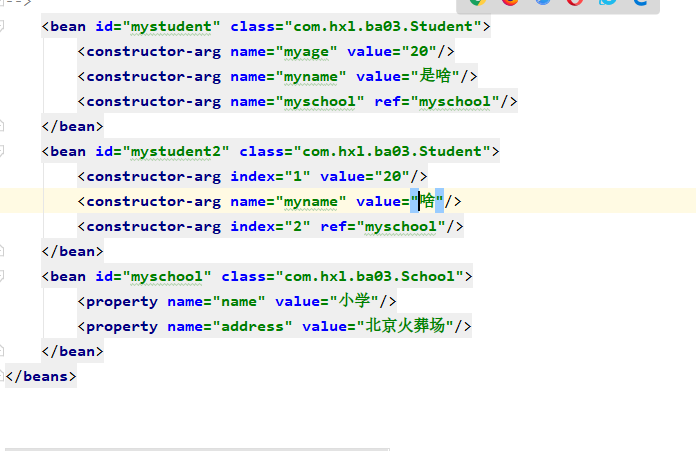 -->
<bean id="mystudent" class="com.hxl.ba03.Student">
<constructor-arg name="myage" value="20"/>
<constructor-arg name="myname" value="是啥"/>
<constructor-arg name="myschool" ref="myschool"/>
</bean>
<bean id="mystudent2" class="com.hxl.ba03.Student">
<constructor-arg index="1" value="20"/>
<constructor-arg name="myname" value="啥"/>
<constructor-arg index="2" ref="myschool"/>
</bean>
<bean id="myschool" class="com.hxl.ba03.School">
<property name="name" value="小学"/>
<property name="address" value="北京火葬场"/>
</bean>
</beans>